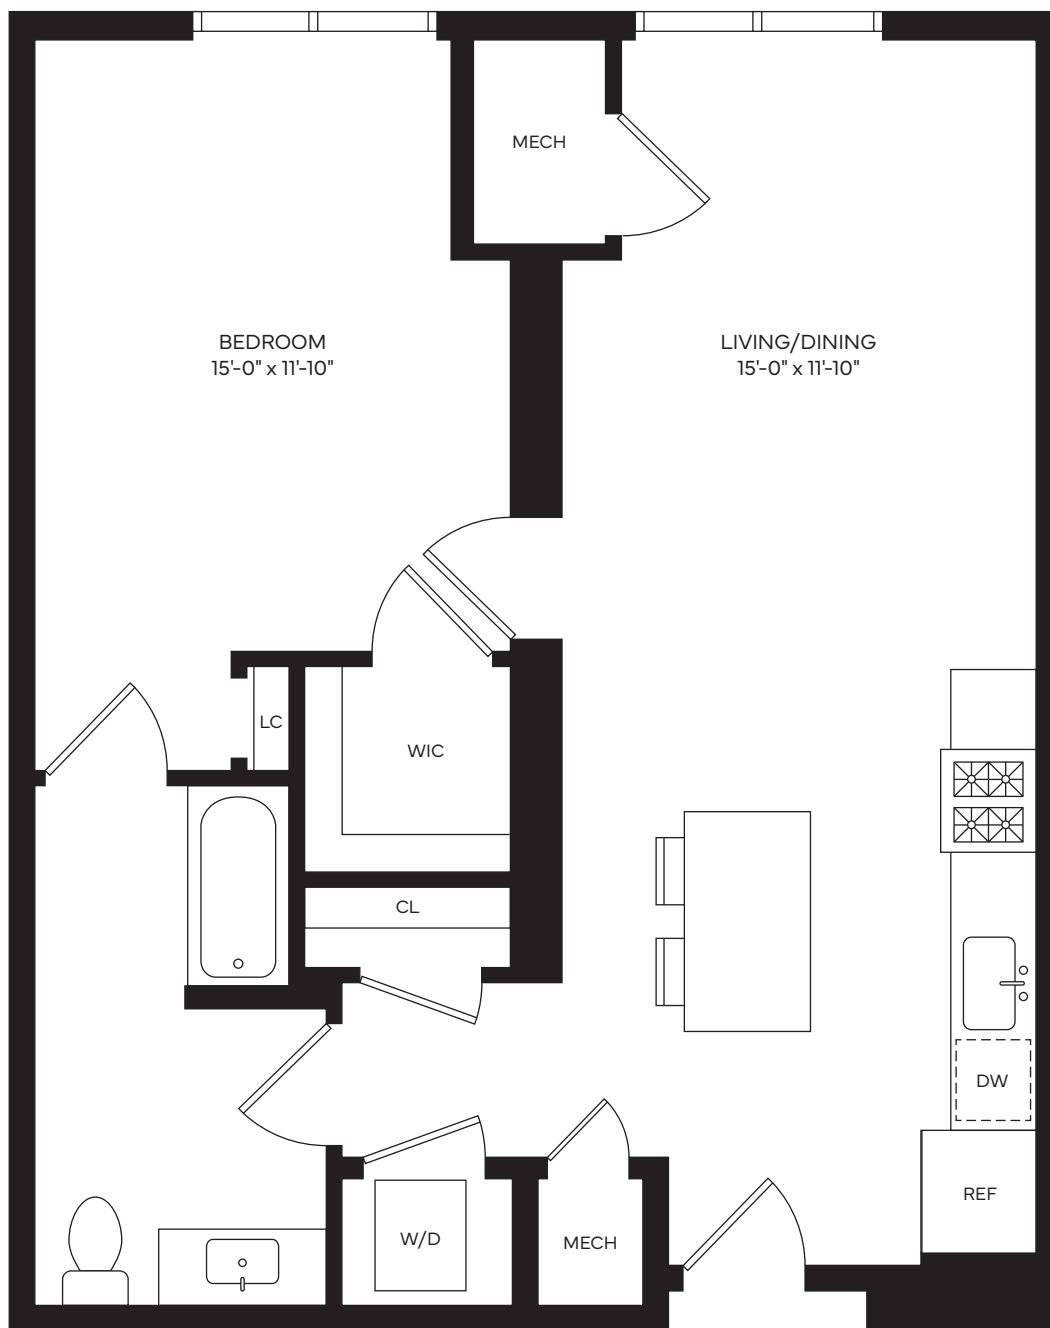 MECH
BEDROOM
15'-0" x 11'-10"
LIVING/DINING
15'-0" x 11'-10"
LC
WIC
CL
DW
REF
W/D
MECH